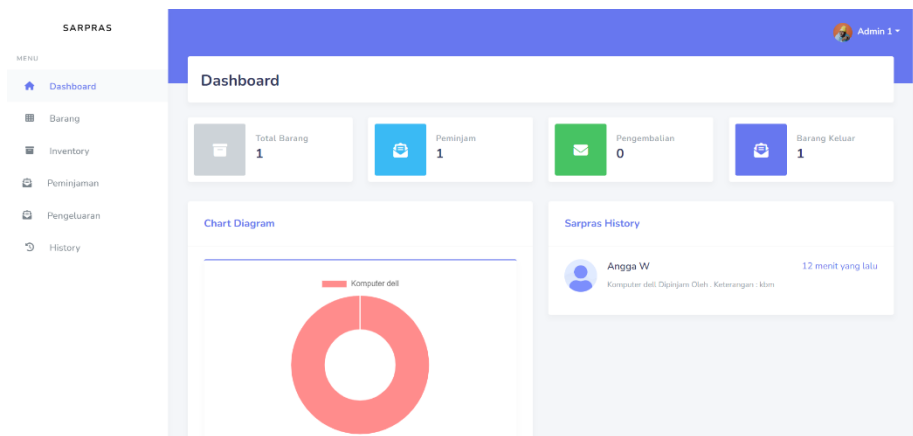 SARPRAS
Admin 1
MENU
Dashboard
Barang
Inventory
Peminjaman
Pengeluaran
History
Dashboard
Total Barang
1
Peminjam
1
Pengembalian
0
Barang Keluar
1
Chart Diagram
Komputer dell
Sarpras History
Angga W
12 menit yang lalu
Komputer dell Dipinjam Oleh . Keterangan : kbm